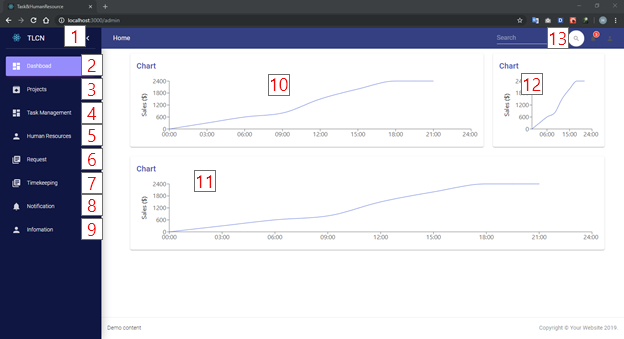 Task&HumanResource
localhost:3000/admin
TLCN
1
Home
Search
13
Dashboad
2
Projects
3
Task Management
4
Human Resources
5
Request
6
Timekeeping
7
Notification
8
Infomation
9
Chart
10
Sales ($)
2400
1800
1200
600
0
00:00 03:00 06:00 09:00 12:00 15:00 18:00 21:00 24:00
Chart
12
Sales ($)
2400
1800
1200
600
0
06:00 15:00 24:00
Chart
11
Sales ($)
2400
1800
1200
600
0
00:00 03:00 06:00 09:00 12:00 15:00 18:00 21:00 24:00
Demo content
Copyright © Your Website 2019.